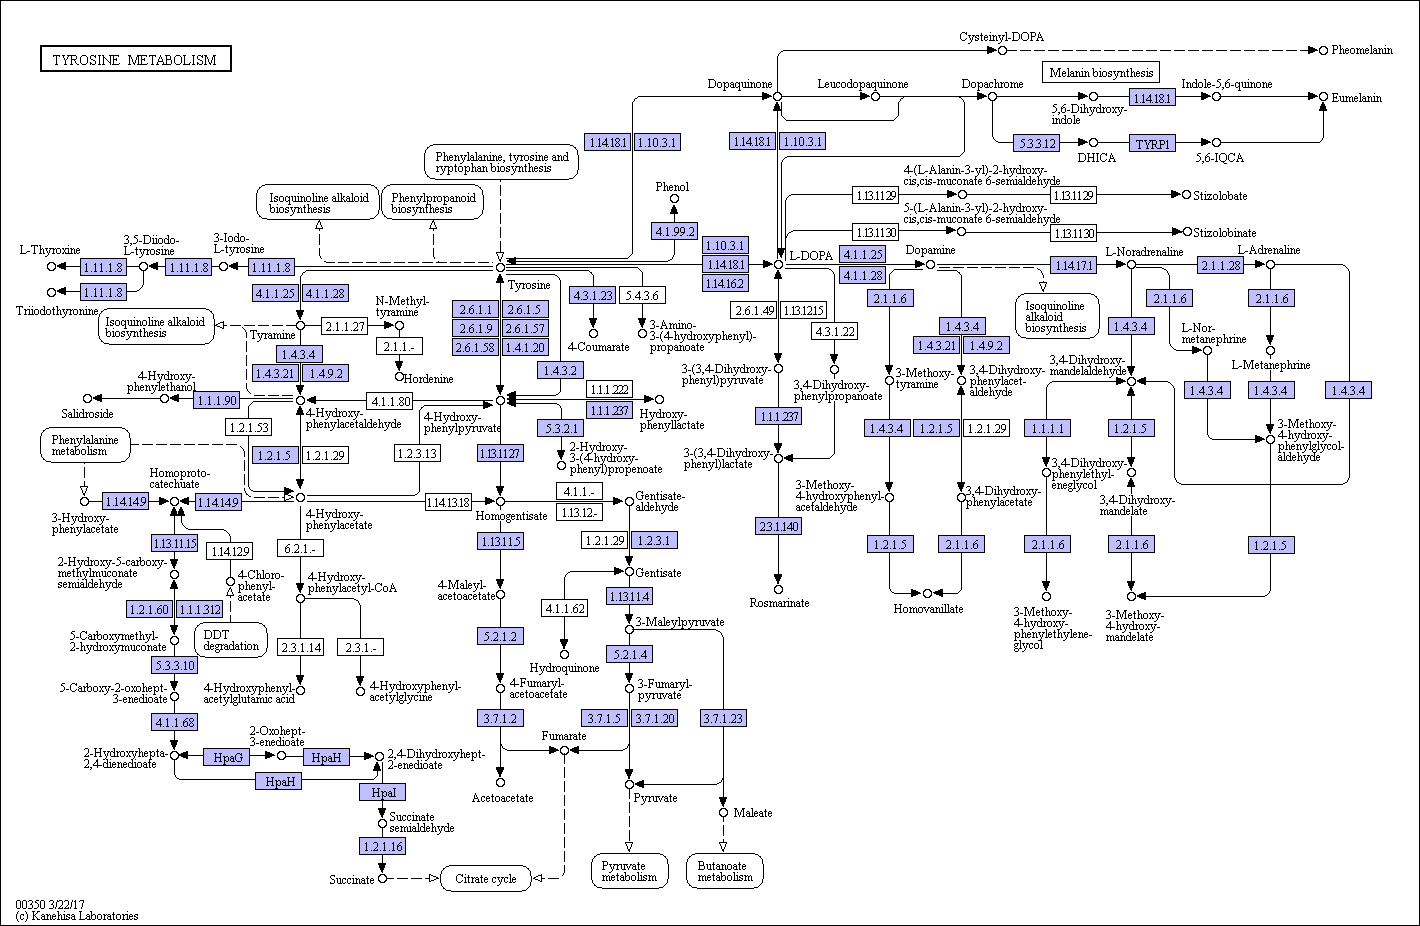 TYROSINE METABOLISM
Cysteinyl-DOPA
Pheomelanin
Melanin biosynthesis
Dopaquinone
Leucodopaquinone
Dopachrome
1.14.18.1
Indole-5,6-quinone
Eumelanin
5,6-Dihydroxy-
indole
1.14.18.1
1.10.3.1
1.14.18.1
1.10.3.1
5.3.3.12
DHICA
TYRP1
5,6-IQCA
Phenylalanine, tyrosine and
ryptophan biosynthesis
Isoquinoline alkaloid
biosynthesis
Phenylpropanoid
biosynthesis
Phenol
4.1.99.2
4-(L-Alanin-3-yl)-2-hydroxy-
cis,cis-muconate 6-semialdehyde
1.13.1129
1.13.1129
Stizolobate
5-(L-Alanin-3-yl)-2-hydroxy-
cis,cis-muconate 6-semialdehyde
1.13.1130
1.13.1130
Stizolobinate
L-Thyroxine
3,5-Diiodo-
L-tyrosine
3-Iodo-
L-tyrosine
1.11.1.8
1.11.1.8
1.11.1.8
1.11.1.8
Triiodothyronine
Tyrosine
1.10.3.1
1.14.18.1
1.14.16.2
L-DOPA
4.1.1.25
4.1.1.28
Dopamine
1.14.17.1
L-Noradrenaline
2.1.1.28
L-Adrenaline
Isoquinoline alkaloid
biosynthesis
4.1.1.25
4.1.1.28
Tyramine
2.1.1.27
N-Methyl-
tyramine
2.1.1.-
Hordenine
2.6.1.1
2.6.1.5
2.6.1.9
2.6.1.57
2.6.1.58
1.4.1.20
4.3.1.23
5.4.3.6
4-Coumarate
3-Amino-
3-(4-hydroxyphenyl)-
propanoate
1.4.3.2
2.6.1.49
1.13.1215
4.3.1.22
2.1.1.6
Isoquinoline
alkaloid
biosynthesis
1.4.3.4
1.4.3.21
1.4.9.2
1.4.3.4
2.1.1.6
2.1.1.6
L-Nor-
metanephrine
L-Metanephrine
1.4.3.4
1.4.3.21
1.4.9.2
3-(3,4-Dihydroxy-
phenyl)pyruvate
3,4-Dihydroxy-
phenylpropanoate
3-Methoxy-
tyramine
3,4-Dihydroxy-
phenylacet-
aldehyde
3,4-Dihydroxy-
mandelaldehyde
1.4.3.4
1.4.3.4
1.4.3.4
4-Hydroxy-
phenylethanol
Salidroside
1.1.1.90
4-Hydroxy-
phenylacetaldehyde
4.1.1.80
4-Hydroxy-
phenylpyruvate
1.1.1.222
1.1.1.237
Hydroxy-
phenyllactate
1.1.1.237
5.3.2.1
2-Hydroxy-
3-(4-hydroxy-
phenyl)propenoate
Phenylalanine
metabolism
1.2.1.53
1.2.1.5
1.2.1.29
1.2.3.13
1.13.1127
3-(3,4-Dihydroxy-
phenyl)lactate
1.4.3.4
1.2.1.5
1.2.1.29
1.1.1.1
1.2.1.5
3-Methoxy-
4-hydroxy-
phenylglycol-
aldehyde
3,4-Dihydroxy-
phenylethyl-
eneglycol
3,4-Dihydroxy-
mandelate
3-Methoxy-
4-hydroxyphenyl-
acetaldehyde
3,4-Dihydroxy-
phenylacetate
Homoproto-
catechuate
1.14.14.9
1.14.14.9
3-Hydroxy-
phenylacetate
4-Hydroxy-
phenylacetate
1.14.13.18
Homogentisate
4.1.1.-
1.13.12.-
Gentisate-
aldehyde
2.3.1.140
Rosmarinate
1.13.11.15
1.14.129
4-Chloro-
phenyl-
acetate
6.2.1.-
1.13.11.5
1.2.1.29
1.2.3.1
1.2.1.5
2.1.1.6
2.1.1.6
2.1.1.6
1.2.1.5
2-Hydroxy-5-carboxy-
methylmuconate
semialdehyde
4-Hydroxy-
phenylacetyl-CoA
4-Maleyl-
acetoacetate
Gentisate
4.1.1.62
1.13.11.4
Homovanillate
3-Methoxy-
4-hydroxy-
phenylethylene-
glycol
3-Methoxy-
4-hydroxy-
mandelate
1.2.1.60
1.1.1.312
DDT
degradation
5-Carboxymethyl-
2-hydroxymuconate
2.3.1.14
2.3.1.-
5.2.1.2
3-Maleylpyruvate
5.2.1.4
Hydroquinone
5.3.3.10
5-Carboxy-2-oxohept-
3-enedioate
4-Hydroxyphenyl-
acetylglutamic acid
4-Hydroxyphenyl-
acetylglycine
4-Fumaryl-
acetoacetate
3-Fumaryl-
pyruvate
4.1.1.68
3.7.1.2
3.7.1.5
3.7.1.20
3.7.1.23
2-Hydroxyhepta-
2,4-dienedioate
HpaG
2-Oxohept-
3-enedioate
HpaH
2,4-Dihydroxyhept-
2-enedioate
HpaH
HpaI
Fumarate
Acetoacetate
Pyruvate
Maleate
Succinate
semialdehyde
1.2.1.16
Succinate
Citrate cycle
Pyruvate
metabolism
Butanoate
metabolism
00350 3/22/17
(c) Kanehisa Laboratories